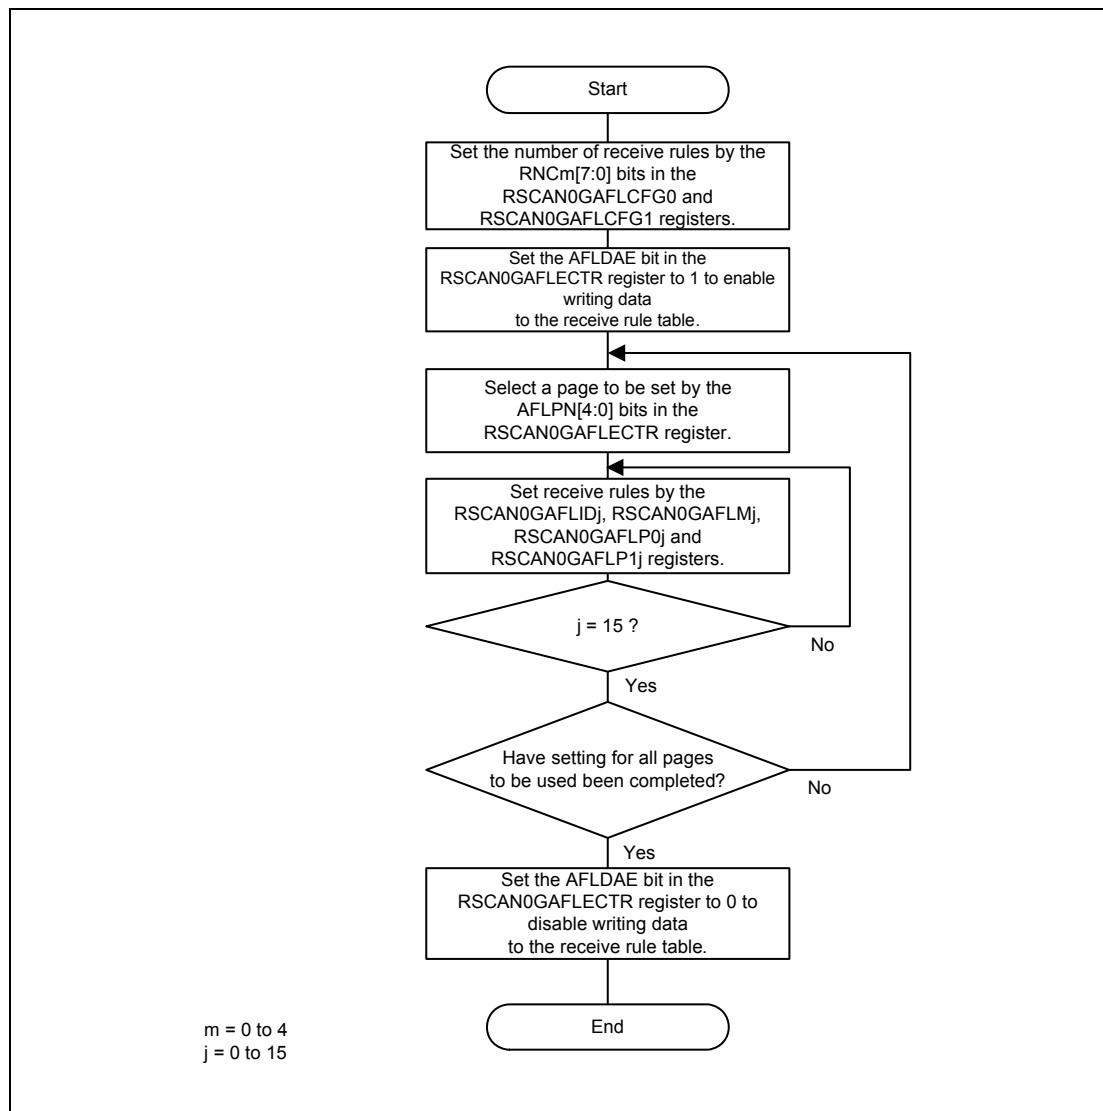 Start
Set the number of receive rules by the
RNCm[7:0] bits in the
RSCAN0GAFLCFG0 and
RSCAN0GAFLCFG1 registers.
Set the AFLDAE bit in the
RSCAN0GAFLECTR register to 1 to enable
writing data
to the receive rule table.
Select a page to be set by the
AFLPN[4:0] bits in the
RSCAN0GAFLECTR register.
Set receive rules by the
RSCAN0GAFLIDj, RSCAN0GAFLMj,
RSCAN0GAFLP0j and
RSCAN0GAFLP1j registers.
j = 15 ?
No
Yes
Have setting for all pages
to be used been completed?
No
Yes
Set the AFLDAE bit in the
RSCAN0GAFLECTR register to 0 to
disable writing data
to the receive rule table.
End
m = 0 to 4
j = 0 to 15